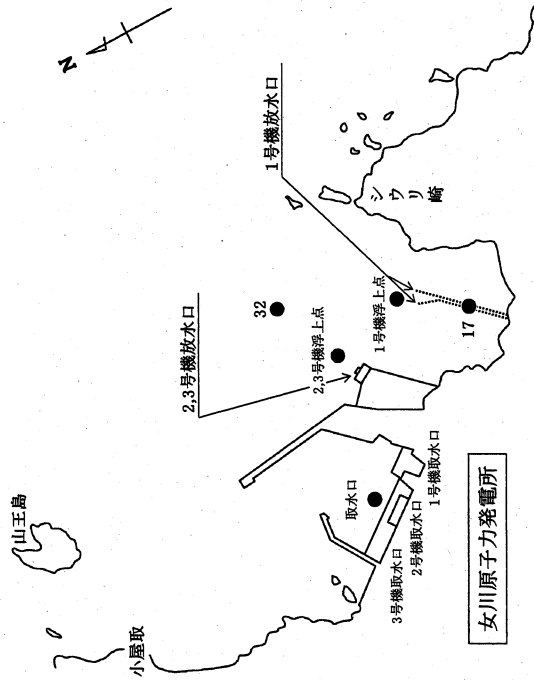 N
山王島
小屋取
2,3号機放水口
1号機放水口
32
2,3号機浮上点
1号機浮上点
17
シウリ崎
取水口
3号機取水口
2号機取水口
1号機取水口
女川原子力発電所